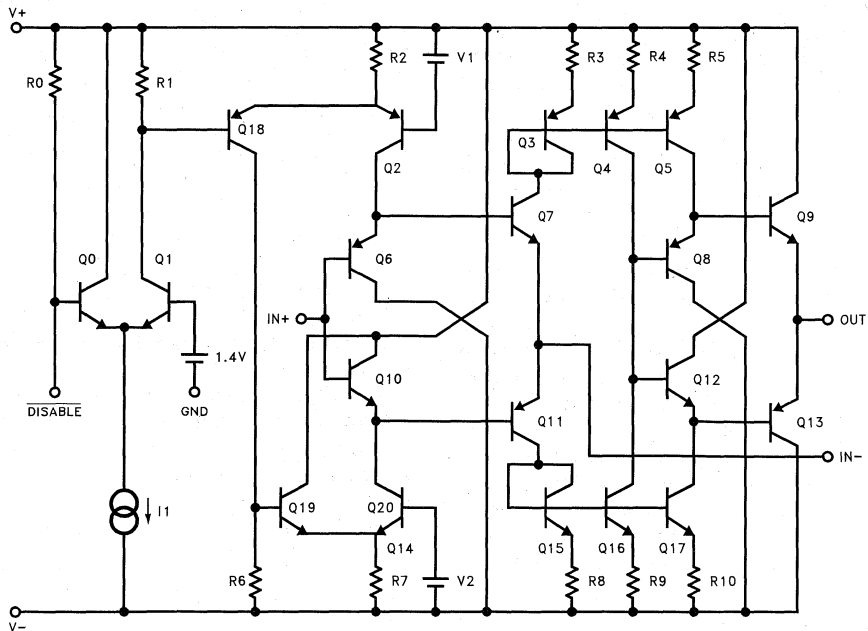 V+
R0
R1
R2
V1
R3
R4
R5
Q18
Q2
Q3
Q4
Q5
Q7
Q9
Q0
Q1
Q6
Q8
IN+
OUT
1.4V
Q10
Q12
DISABLE
GND
Q11
Q13
IN-
I1
Q19
Q20
Q14
Q15
Q16
Q17
R6
R7
V2
R8
R9
R10
V-